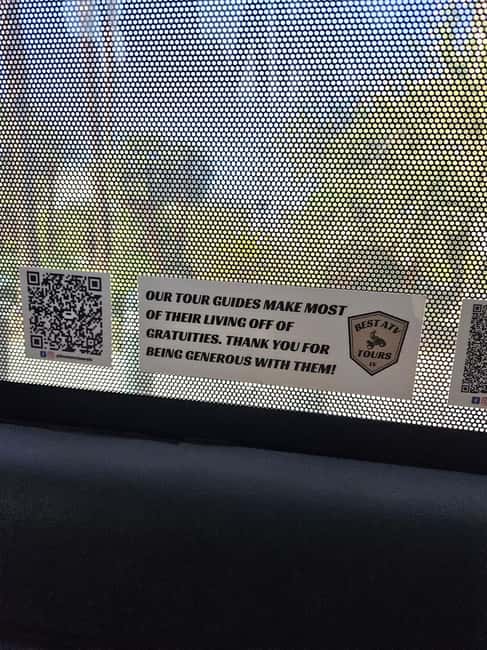 OUR TOUR GUIDES MAKE MOST
OF THEIR LIVING OFF OF
GRATUITIES. THANK YOU FOR
BEING GENEROUS WITH THEM!
BEST ATV
TOURS
LV